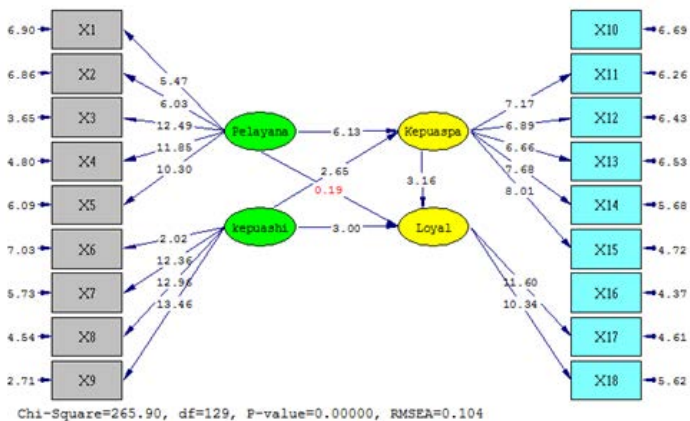 6.90 X1 X10 6.69
6.86 X2 X11 6.26
5.47
7.17
3.65 X3 6.03 X12 6.43
12.49 Pelayana 6.13 Kepuaspa 6.89
4.80 X4 11.85 6.66 X13 6.53
10.30 2.65 7.68
6.09 X5 0.19 3.16 8.01 X14 5.68
7.03 X6 2.02 kepuashi 3.00 Loyal X15 4.72
12.36
5.73 X7 12.96 11.60 X16 4.37
13.46 10.34
4.54 X8 X17 4.61
2.71 X9 X18 5.62
Chi-Square=265.90, df=129, P-value=0.00000, RMSEA=0.104